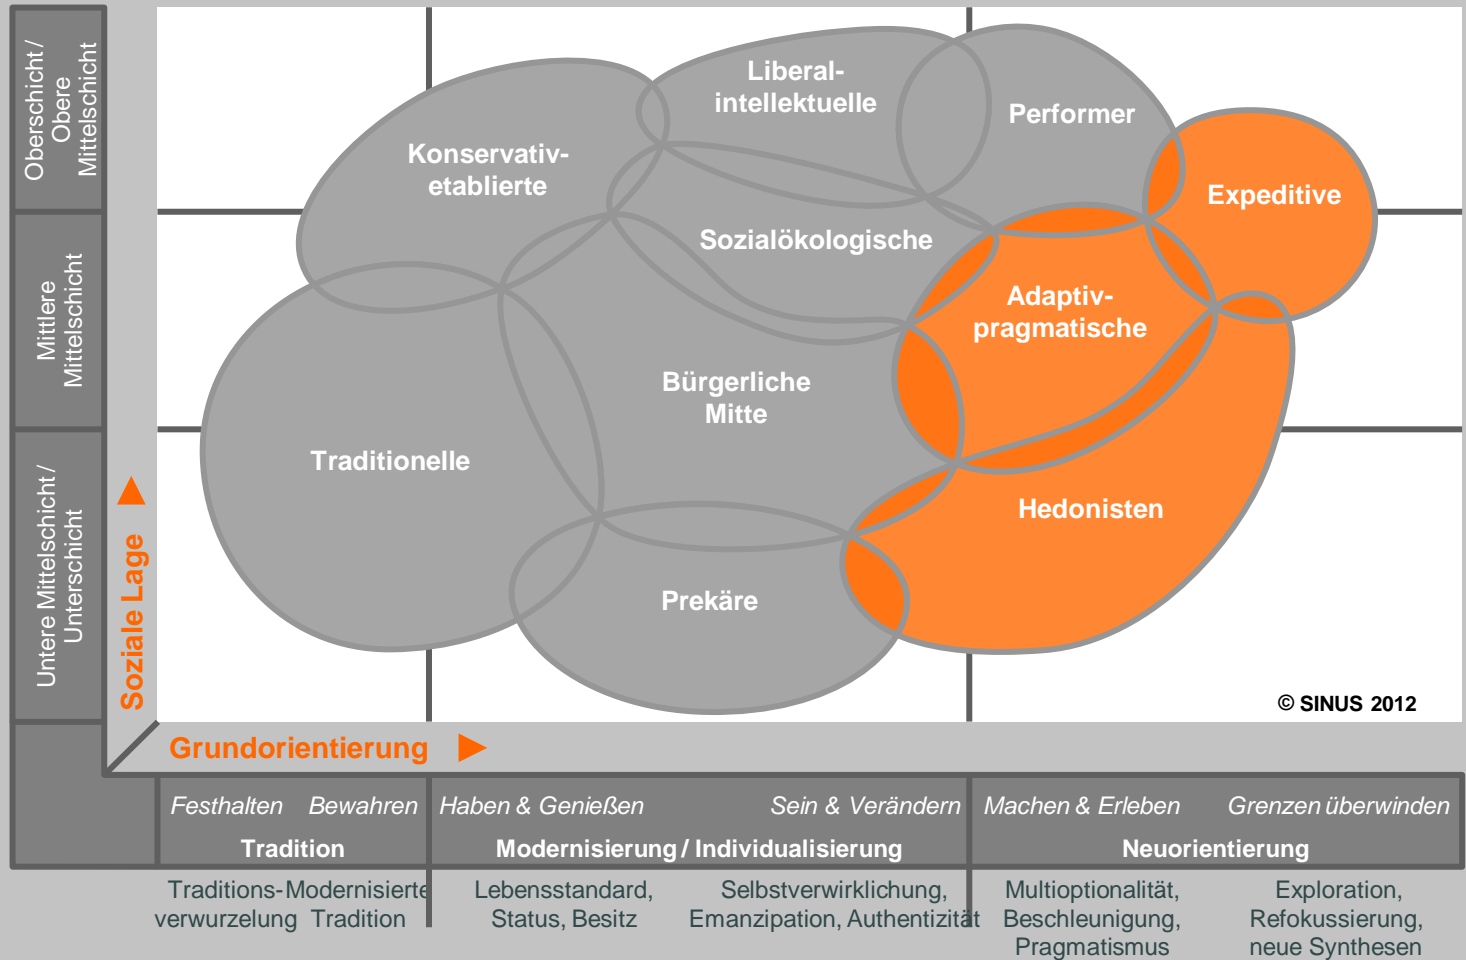 Oberschicht /
Obere
Mittelschicht
Mittlere
Mittelschicht
Untere Mittelschicht /
Unterschicht
Soziale Lage
Liberal-
intellektuelle
Performer
Konservativ-
etablierte
Expeditive
Sozialökologische
Adaptiv-
pragmatische
Bürgerliche
Mitte
Traditionelle
Hedonisten
Prekäre
© SINUS 2012
Grundorientierung
Festhalten Bewahren Haben & Genießen Sein & Verändern Machen & Erleben Grenzen überwinden
Tradition Modernisierung / Individualisierung Neuorientierung
Traditions-
verwurzelung
Modernisierte
Tradition
Lebensstandard,
Status, Besitz
Selbstverwirklichung,
Emanzipation, Authentizität
Multioptionalität,
Beschleunigung,
Pragmatismus
Exploration,
Refokussierung,
neue Synthesen